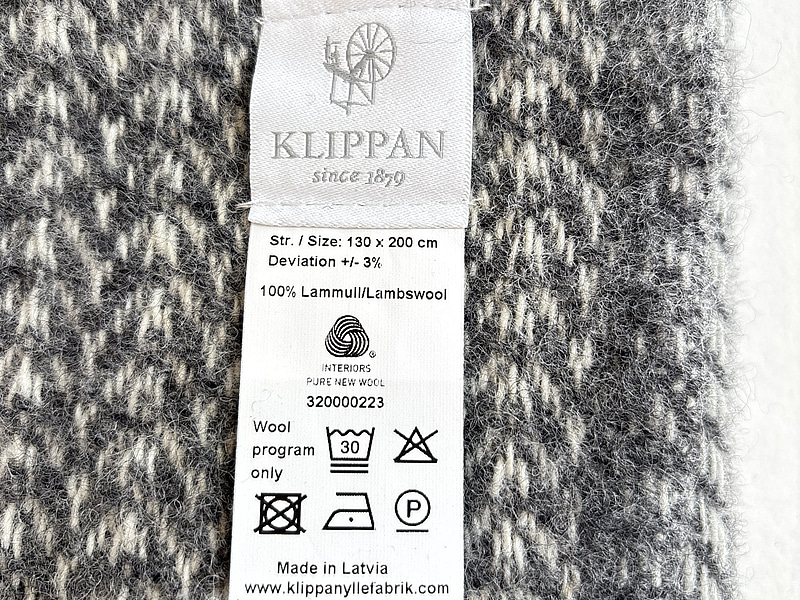 KLIPPAN
since 1879
Str. / Size: 130 x 200 cm
Deviation +/- 3%
100% Lammull/Lambswool
®
INTERIORS
PURE NEW WOOL
320000223
Wool
program
only
30
P
Made in Latvia
www.klippanyllefabrik.com